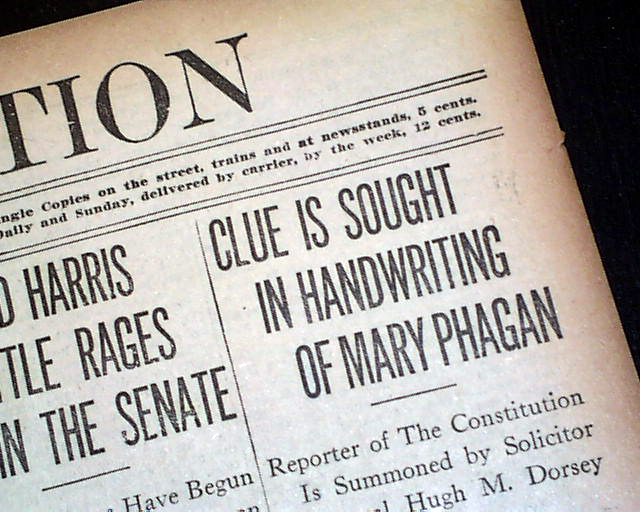 TION
ngle Copies on the street, trains and at newsstands, 5 cents.
Daily and Sunday, delivered by carrier, by the week, 12 cents.
D HARRIS
TTLE RAGES
IN THE SENATE
Have Begun
CLUE IS SOUGHT
IN HANDWRITING
OF MARY PHAGAN
Reporter of The Constitution
Is Summoned by Solicitor
Hugh M. Dorsey